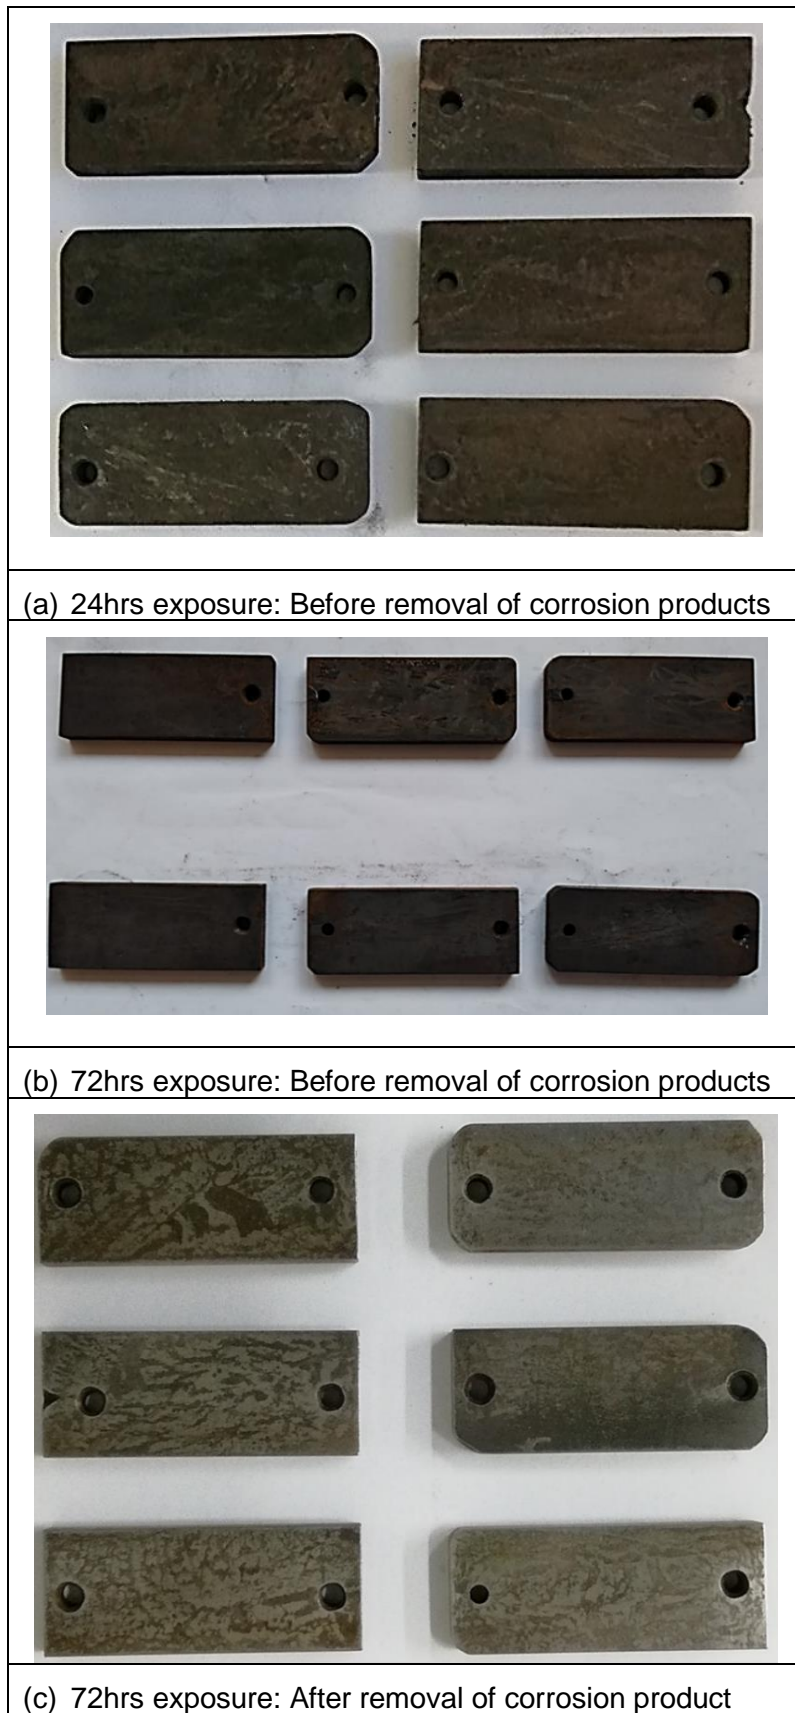 (a) 24hrs exposure: Before removal of corrosion products
(b) 72hrs exposure: Before removal of corrosion products
(c) 72hrs exposure: After removal of corrosion product